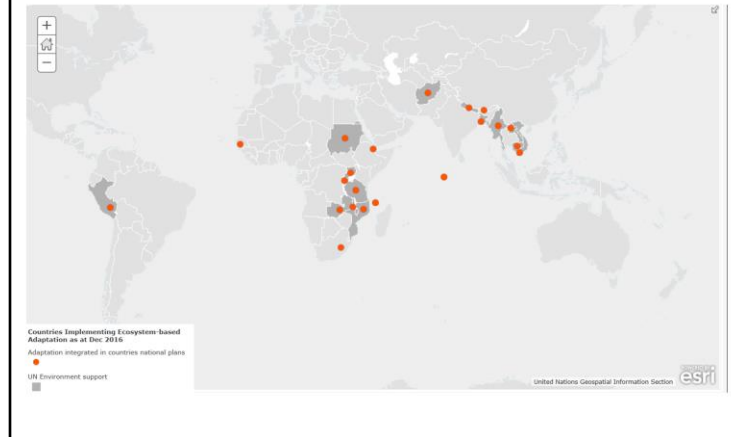 +
−
Countries Implementing Ecosystem-based
Adaptation as at Dec 2016
Adaptation integrated in countries national plans
UN Environment support
United Nations Geospatial Information Section
esri